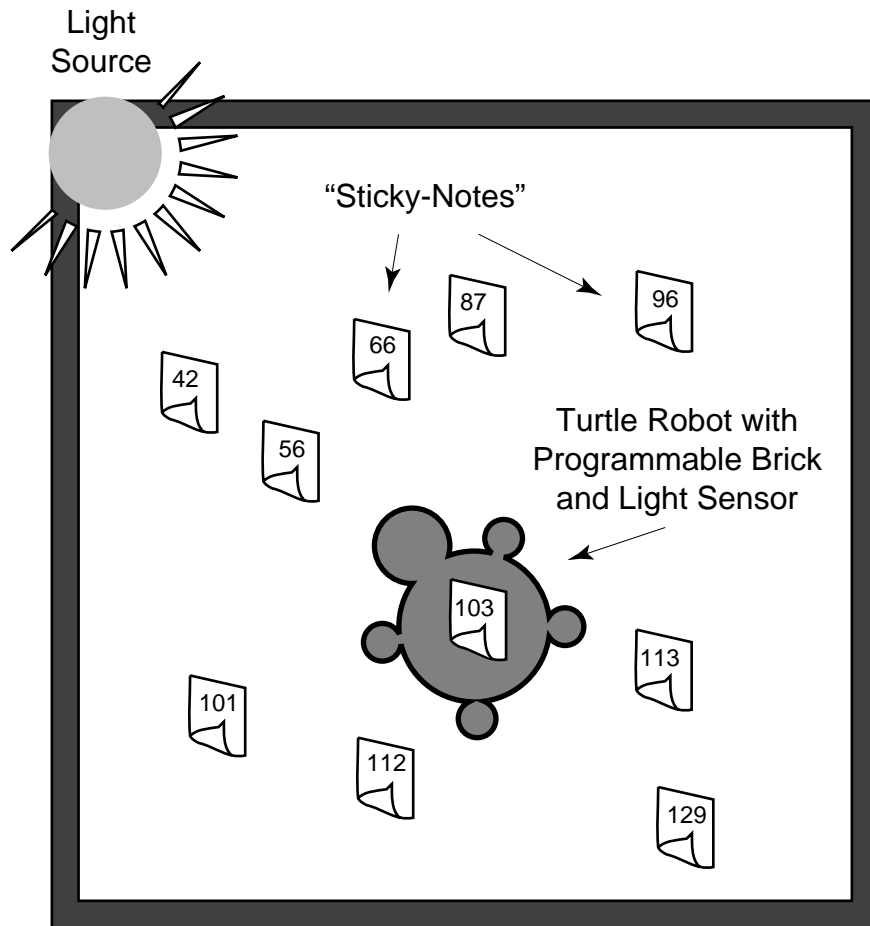 Light
Source
“Sticky-Notes”
87
96
66
42
56
Turtle Robot with
Programmable Brick
and Light Sensor
103
113
101
112
129